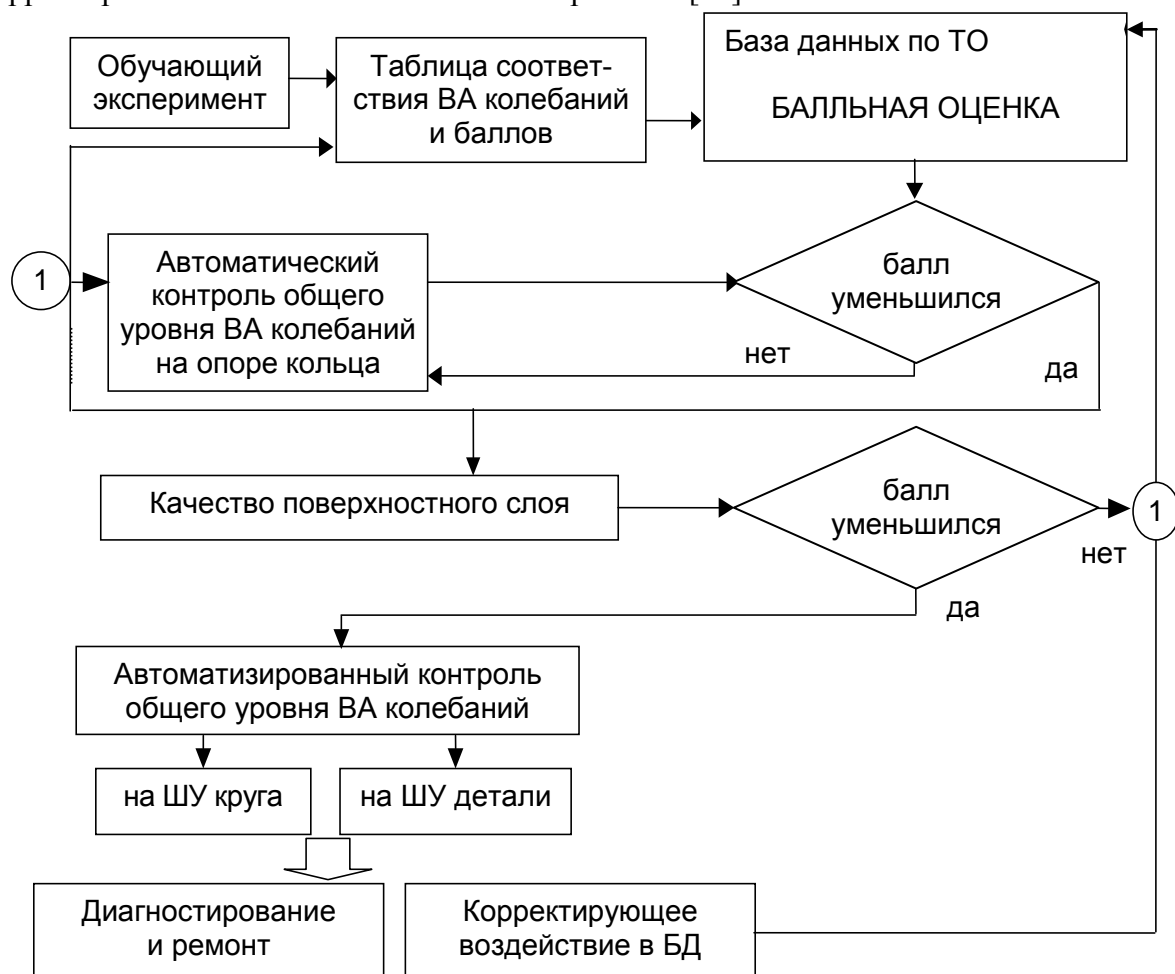 Обучающий
эксперимент
Таблица соответ-
ствия ВА колебаний
и баллов
База данных по ТО
БАЛЛЬНАЯ ОЦЕНКА
1
Автоматический
контроль общего
уровня ВА колебаний
на опоре кольца
балл
уменьшился
нет
да
Качество поверхностного слоя
балл
уменьшился
1
нет
да
Автоматизированный контроль
общего уровня ВА колебаний
на ШУ круга
на ШУ детали
Диагностирование
и ремонт
Корректирующее
воздействие в БД